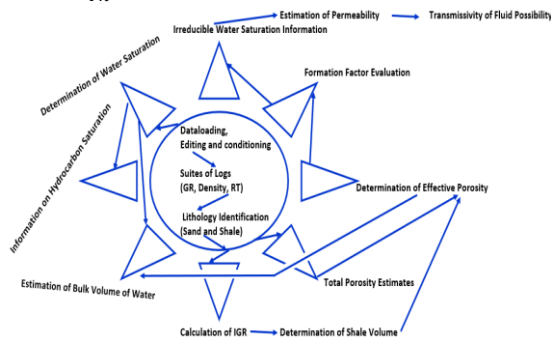 Estimation of Permeability
Transmissivity of Fluid Possibility
Irreducible Water Saturation Information
Determination of Water Saturation
Formation Factor Evaluation
Dataloading,
Editing and conditioning
Suites of Logs
(GR, Density, RT)
Information on Hydrocarbon Saturation
Determination of Effective Porosity
Lithology Identification
(Sand and Shale)
Estimation of Bulk Volume of Water
Total Porosity Estimates
Calculation of IGR
Determination of Shale Volume